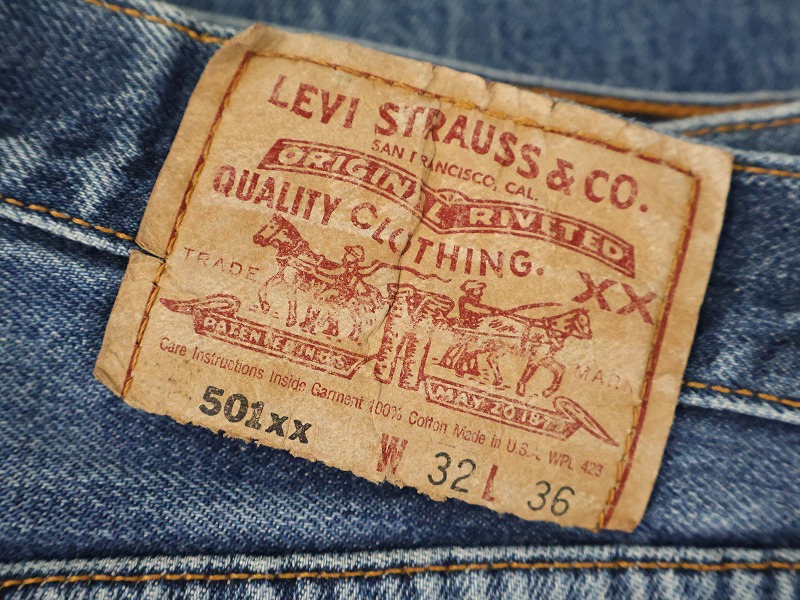 LEVI STRAUSS & CO.
SAN FRANCISCO, CAL.
ORIGINAL RIVETED
QUALITY CLOTHING.
XX
TRADE MARK
PATENTED IN U.S. MAY 20 1873
Care Instructions Inside Garment 100% Cotton Made in U.S.A. WPL 423
501xx W 32 L 36